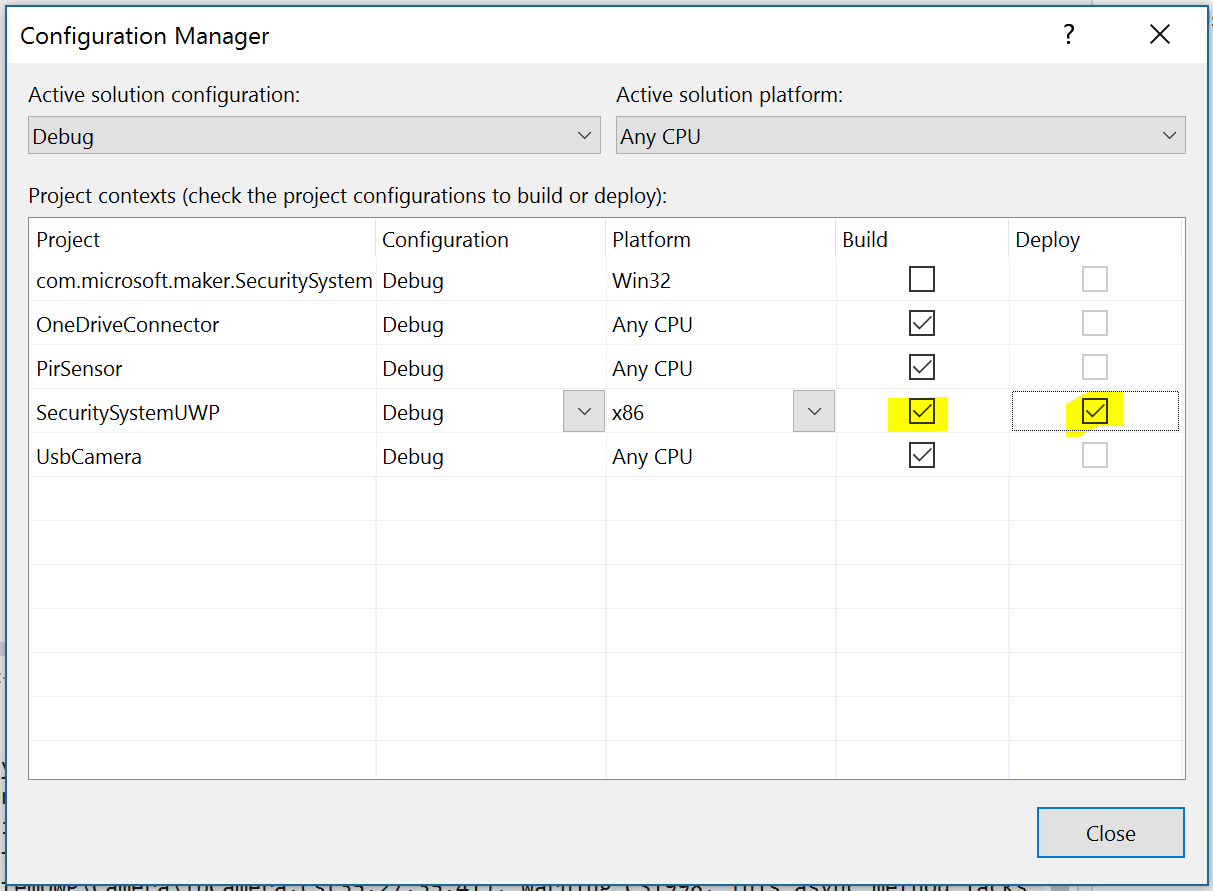 Configuration Manager ?
Active solution configuration: Active solution platform:
Debug Any CPU
Project contexts (check the project configurations to build or deploy):
Project Configuration Platform Build Deploy
com.microsoft.maker.SecuritySystem Debug Win32
OneDriveConnector Debug Any CPU
PirSensor Debug Any CPU
SecuritySystemUWP Debug x86
UsbCamera Debug Any CPU
Close